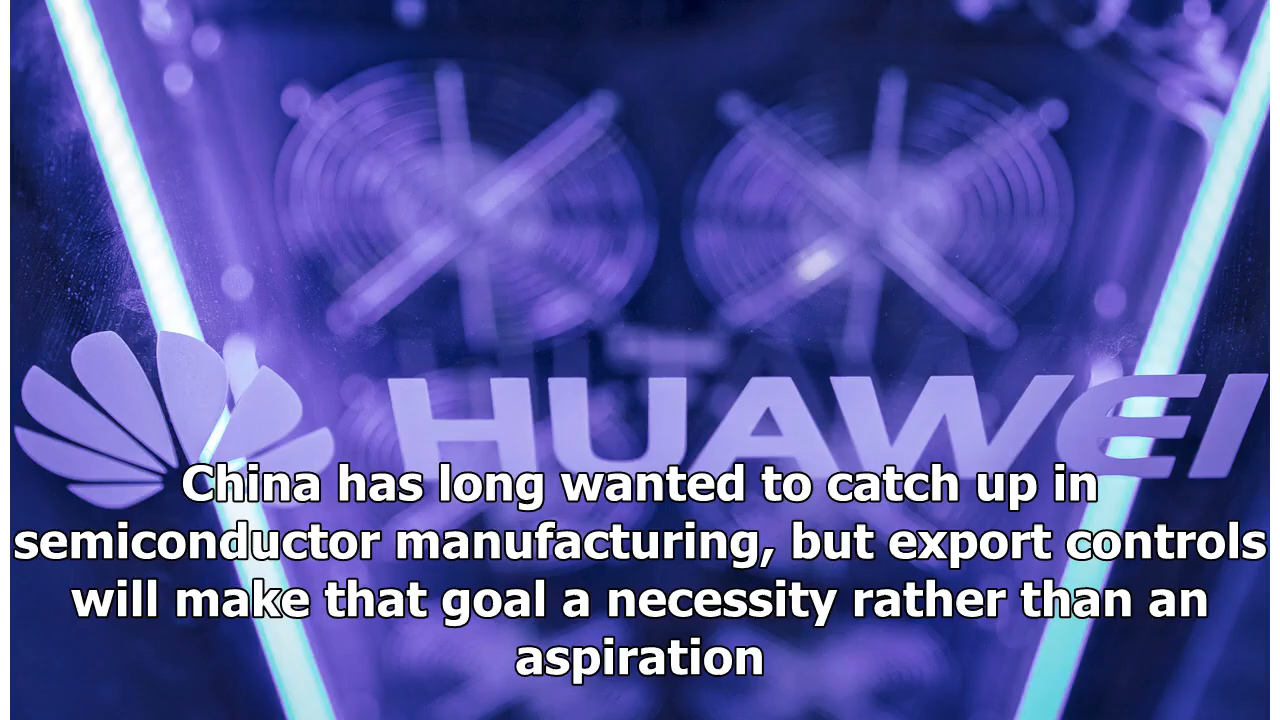 HUAWEI
China has long wanted to catch up in
semiconductor manufacturing, but export controls
will make that goal a necessity rather than an
aspiration